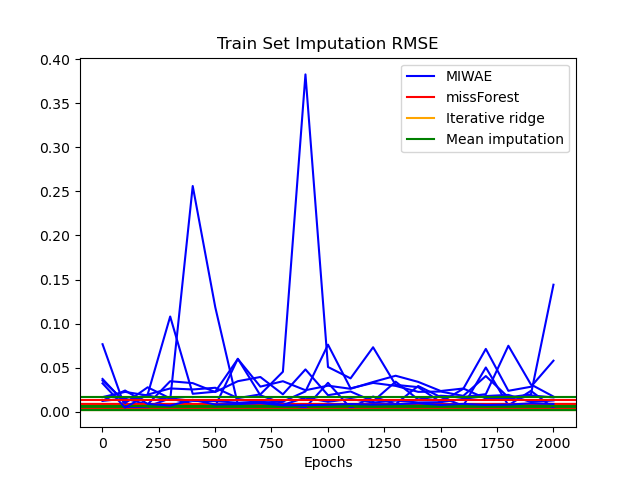 Train Set Imputation RMSE
0.40
0.35
0.30
0.25
0.20
0.15
0.10
0.05
0.00
MIWAE
missForest
Iterative ridge
Mean imputation
0 250 500 750 1000 1250 1500 1750 2000
Epochs